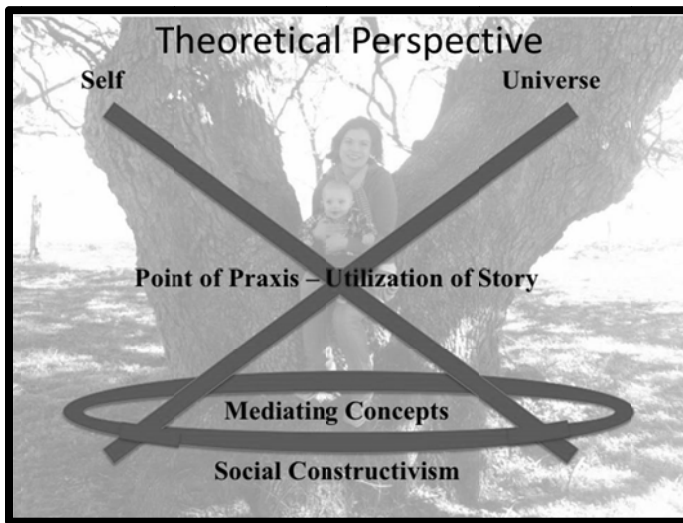 Theoretical Perspective
Self
Universe
Point of Praxis – Utilization of Story
Mediating Concepts
Social Constructivism